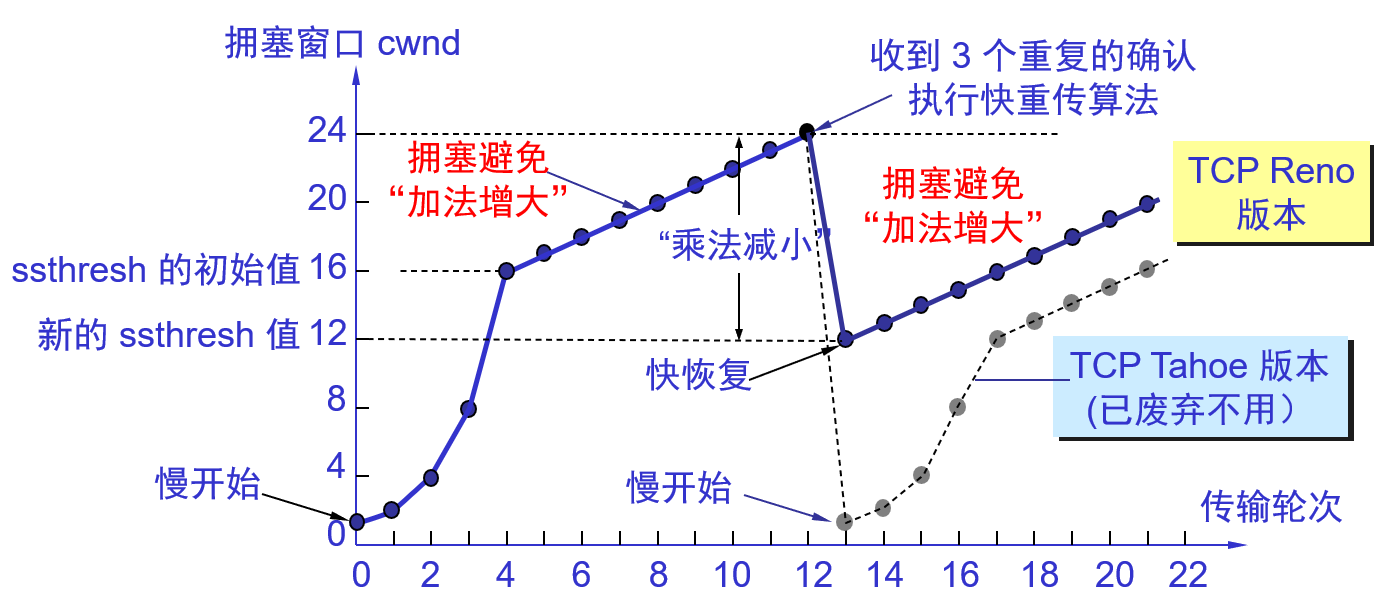 拥塞窗口 cwnd
收到 3 个重复的确认
执行快重传算法
24
拥塞避免
“加法增大”
拥塞避免
“加法增大”
TCP Reno
版本
20
“乘法减小”
ssthresh 的初始值 16
新的 ssthresh 值 12
快恢复
TCP Tahoe 版本
(已废弃不用）
8
4
慢开始
慢开始
传输轮次
0
0 2 4 6 8 10 12 14 16 18 20 22